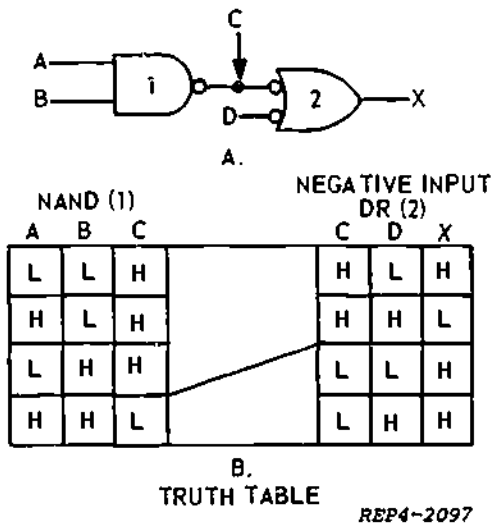 C
A
B
1
2
X
D
A.
NAND (1)
NEGATIVE INPUT
DR (2)
A B C
C D X
L L H
H L H
H L H
H H L
L H H
L L H
H H L
L H H
B.
TRUTH TABLE
REP4-2097